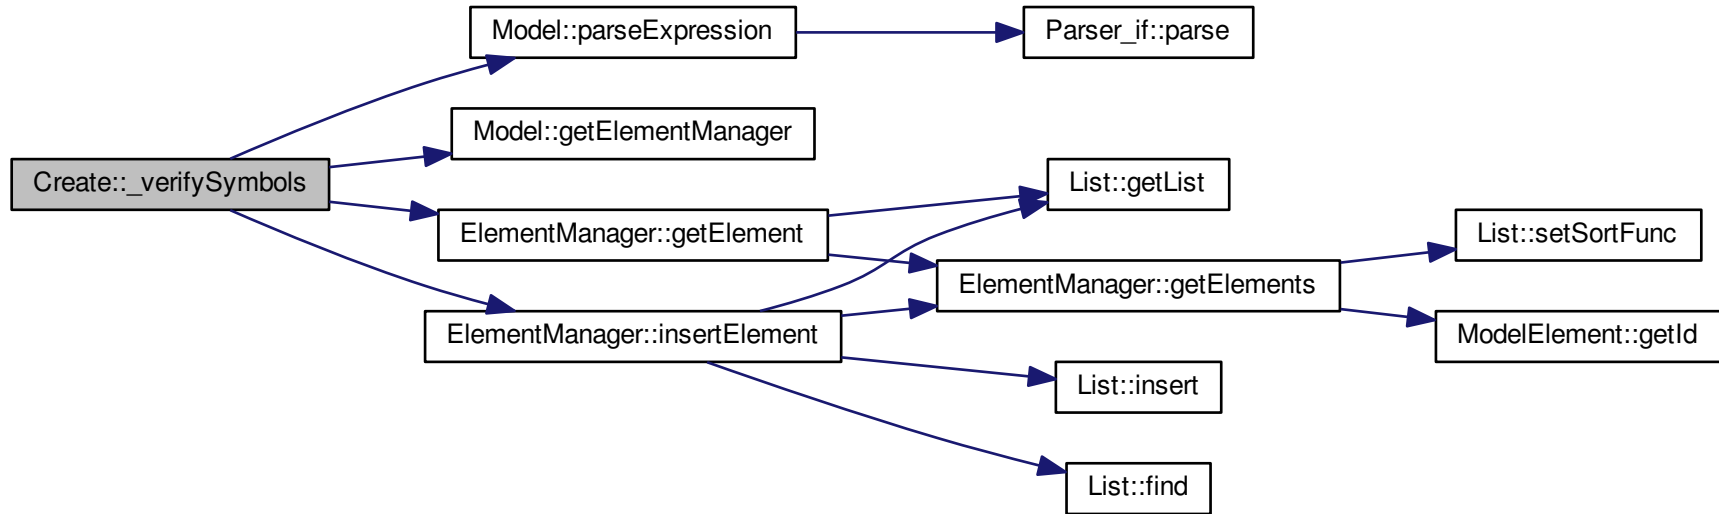 Model::parseExpression
Parser_if::parse
Model::getElementManager
Create::_verifySymbols
List::getList
ElementManager::getElement
List::setSortFunc
ElementManager::getElements
ElementManager::insertElement
ModelElement::getId
List::insert
List::find